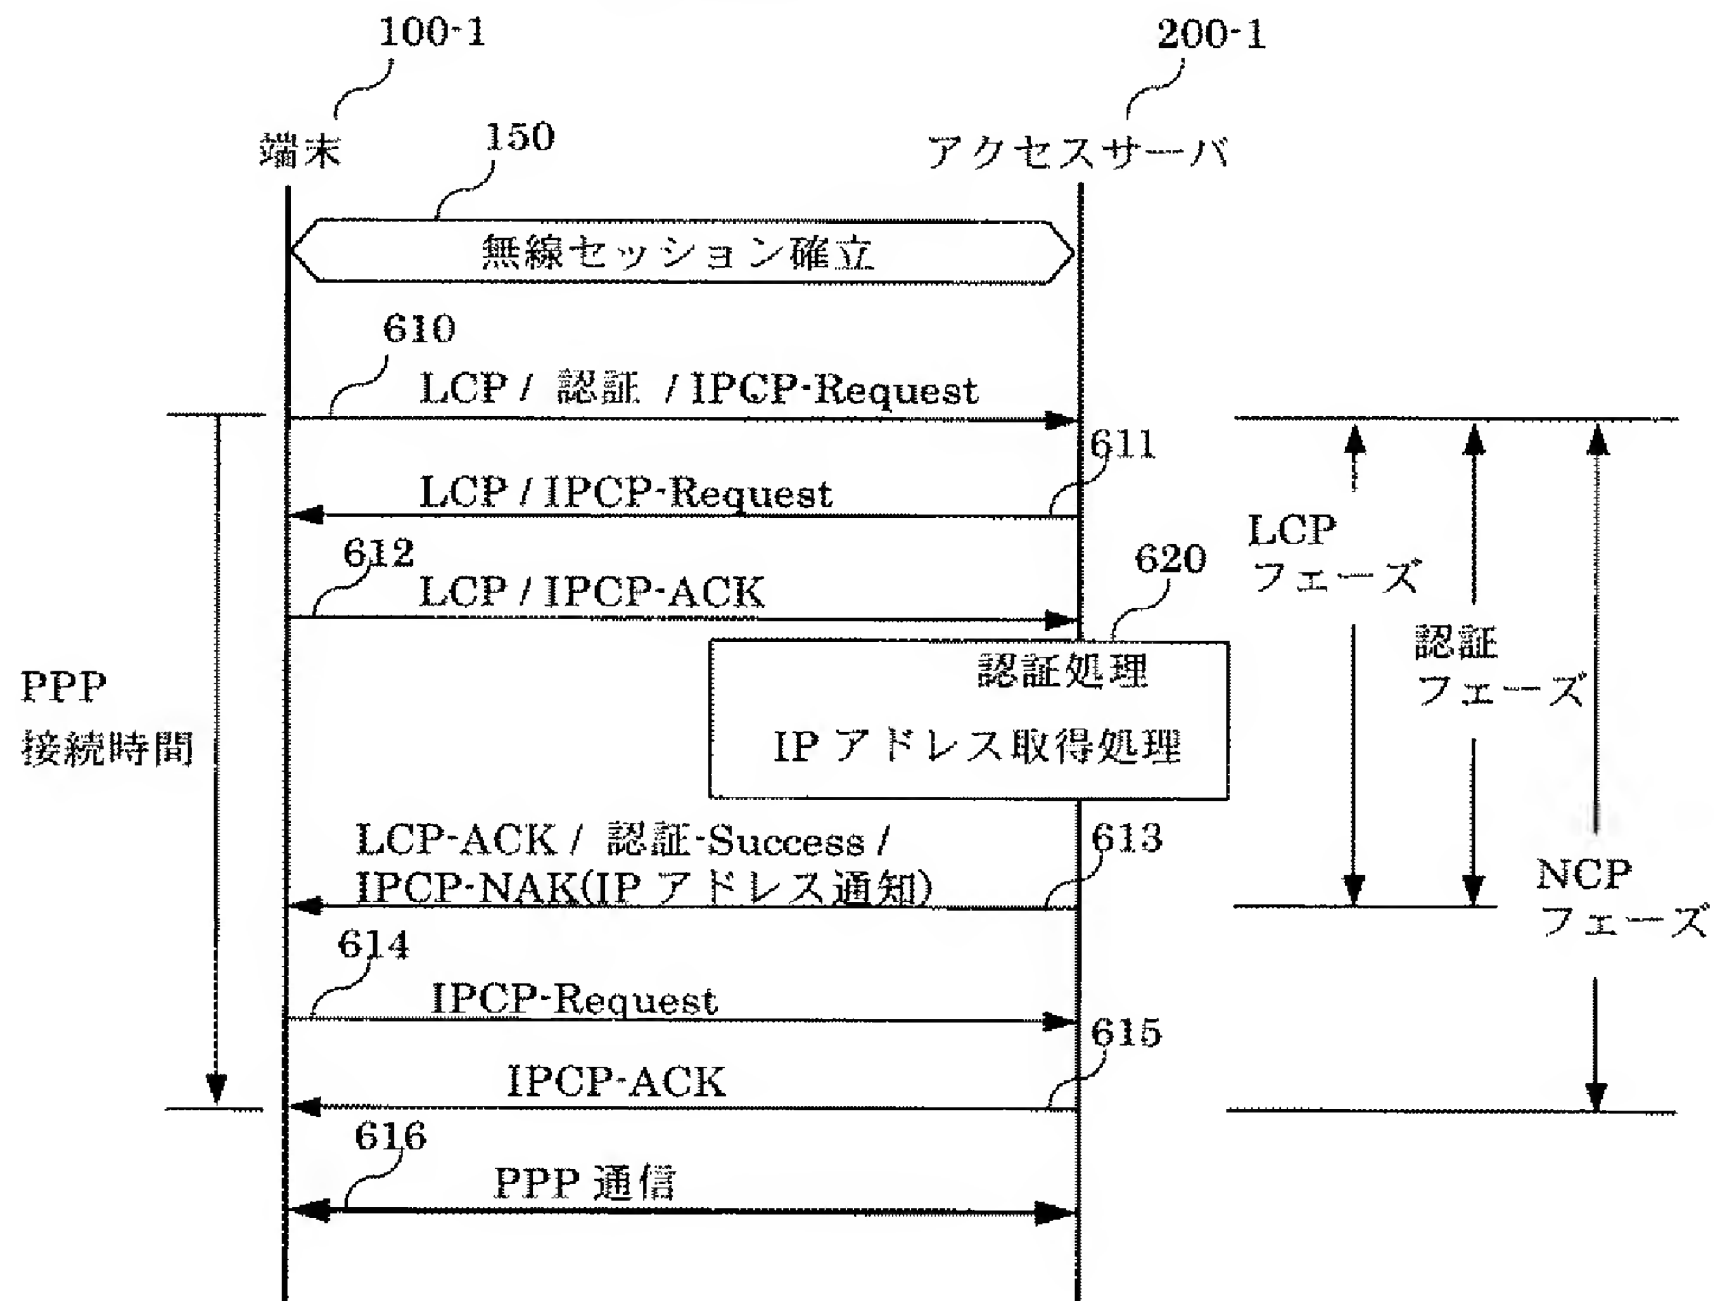 100-1
200-1
端末
150
アクセスサーバ
無線セッション確立
610
LCP / 認証 / IPCP-Request
611
LCP / IPCP-Request
612
LCP / IPCP-ACK
620
LCP
フェーズ
認証処理
IP アドレス取得処理
認証
フェーズ
PPP
接続時間
LCP-ACK / 認証-Success /
IPCP-NAK(IP アドレス通知)
613
NCP
フェーズ
614
IPCP-Request
615
IPCP-ACK
616
PPP 通信